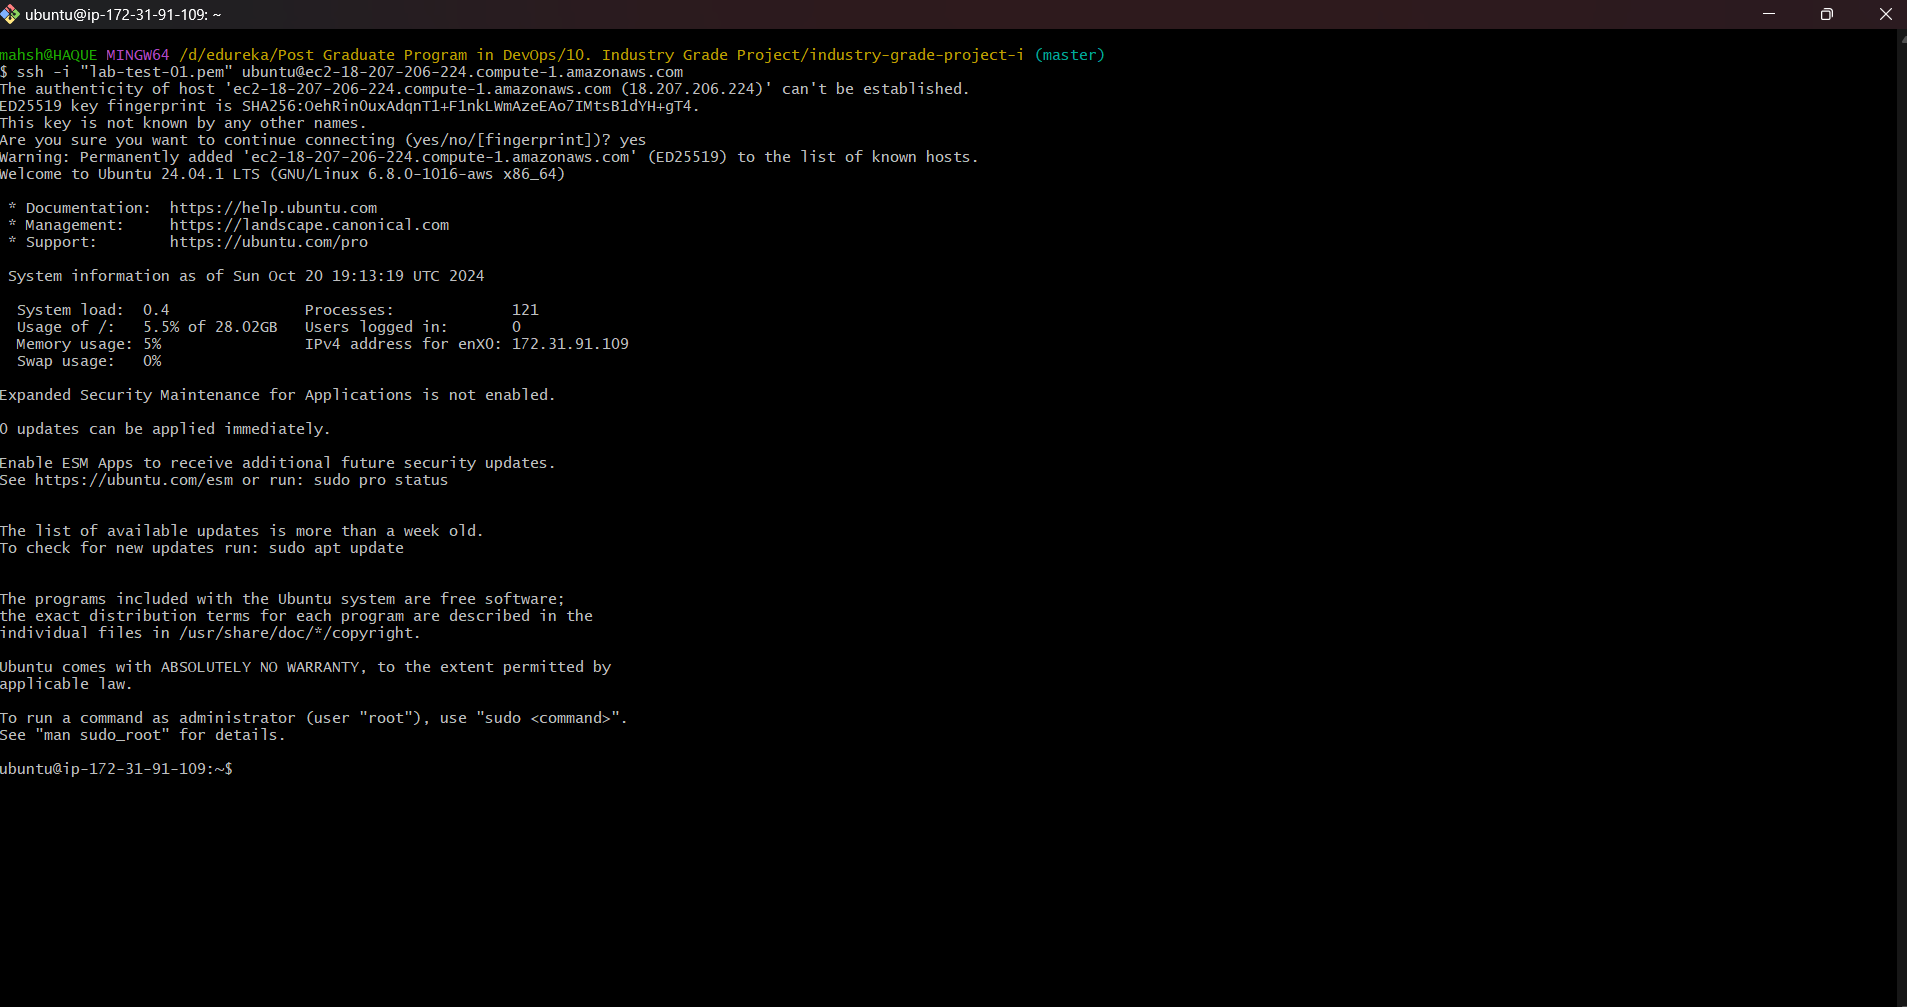 ubuntu@ip-172-31-91-109: ~
mahsh@HAQUE MINGW64 /d/edureka/Post Graduate Program in DevOps/10. Industry Grade Project/industry-grade-project-i (master)
$ ssh -i "lab-test-01.pem" ubuntu@ec2-18-207-206-224.compute-1.amazonaws.com
The authenticity of host 'ec2-18-207-206-224.compute-1.amazonaws.com (18.207.206.224)' can't be established.
ED25519 key fingerprint is SHA256:OehRinOuxAdqnT1+F1nkLWmAzeEAo7IMtsB1dYH+gT4.
This key is not known by any other names.
Are you sure you want to continue connecting (yes/no/[fingerprint])? yes
Warning: Permanently added 'ec2-18-207-206-224.compute-1.amazonaws.com' (ED25519) to the list of known hosts.
Welcome to Ubuntu 24.04.1 LTS (GNU/Linux 6.8.0-1016-aws x86_64)
* Documentation:  https://help.ubuntu.com
* Management:     https://landscape.canonical.com
* Support:        https://ubuntu.com/pro
System information as of Sun Oct 20 19:13:19 UTC 2024
System load:  0.4               Processes:             121
Usage of /:   5.5% of 28.02GB   Users logged in:       0
Memory usage: 5%                IPv4 address for enX0: 172.31.91.109
Swap usage:   0%
Expanded Security Maintenance for Applications is not enabled.
0 updates can be applied immediately.
Enable ESM Apps to receive additional future security updates.
See https://ubuntu.com/esm or run: sudo pro status
The list of available updates is more than a week old.
To check for new updates run: sudo apt update
The programs included with the Ubuntu system are free software;
the exact distribution terms for each program are described in the
individual files in /usr/share/doc/*/copyright.
Ubuntu comes with ABSOLUTELY NO WARRANTY, to the extent permitted by
applicable law.
To run a command as administrator (user "root"), use "sudo <command>".
See "man sudo_root" for details.
ubuntu@ip-172-31-91-109:~$